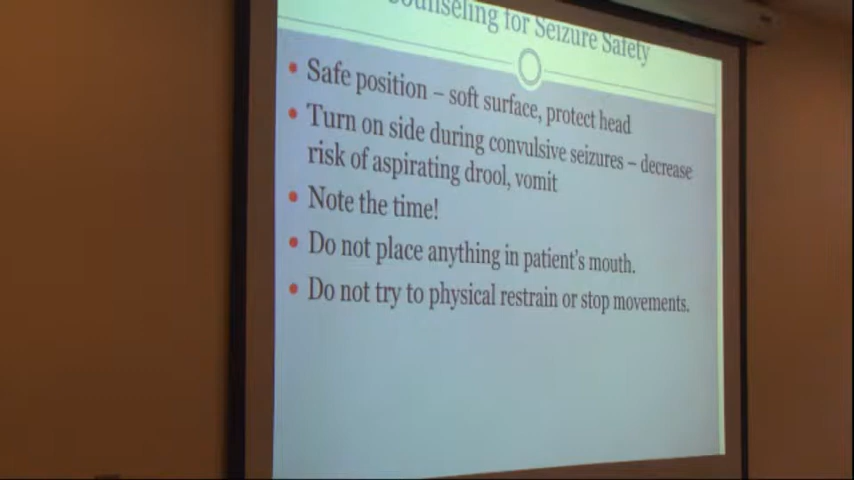 Counseling for Seizure Safety
• Safe position – soft surface, protect head
• Turn on side during convulsive seizures – decrease
risk of aspirating drool, vomit
• Note the time!
• Do not place anything in patient's mouth.
• Do not try to physical restrain or stop movements.